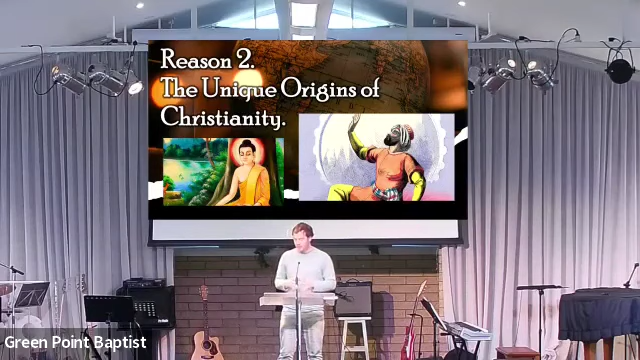 Reason 2.
The Unique Origins of
Christianity.
Green Point Baptist